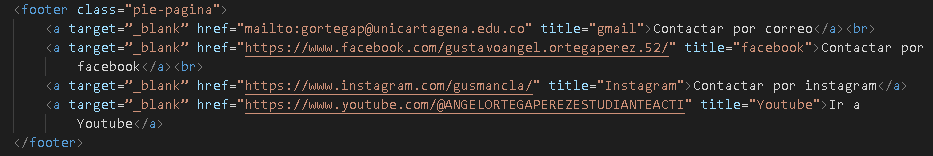 <footer class="pie-pagina">
<a target=”_blank” href="mailto:gortegap@unicartagena.edu.co" title="gmail">Contactar por correo</a><br>
<a target=”_blank” href="https://www.facebook.com/gustavoangel.ortegaperez.52/" title="facebook">Contactar por
facebook</a><br>
<a target=”_blank” href="https://www.instagram.com/gusmancla/" title="Instagram">Contactar por instagram</a>
<a target=”_blank” href="https://www.youtube.com/@ANGELORTEGAPEREZESTUDIANTEACTI" title="Youtube">Ir a
Youtube</a>
</footer>